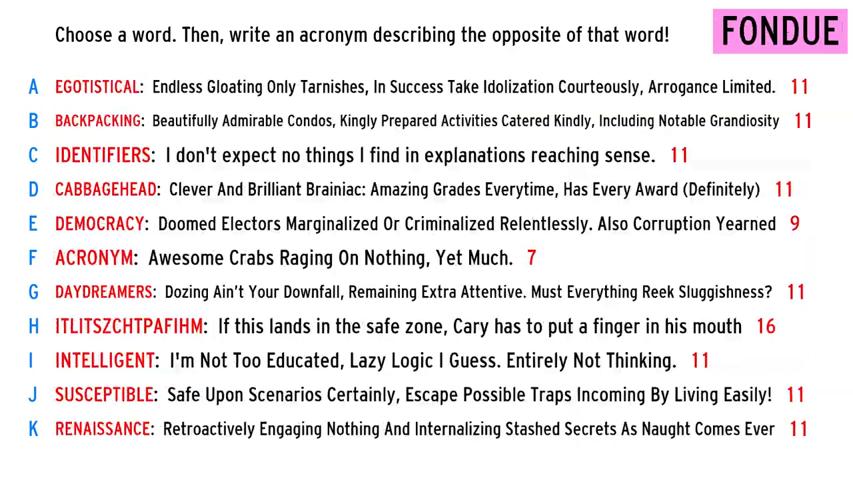 Choose a word. Then, write an acronym describing the opposite of that word!
FONDUE
A EGOTISTICAL: Endless Gloating Only Tarnishes, In Success Take Idolization Courteously, Arrogance Limited. 11
B BACKPACKING: Beautifully Admirable Condos, Kingly Prepared Activities Catered Kindly, Including Notable Grandiosity 11
C IDENTIFIERS: I don't expect no things I find in explanations reaching sense. 11
D CABBAGEHEAD: Clever And Brilliant Brainiac: Amazing Grades Everytime, Has Every Award (Definitely) 11
E DEMOCRACY: Doomed Electors Marginalized Or Criminalized Relentlessly. Also Corruption Yearned 9
F ACRONYM: Awesome Crabs Raging On Nothing, Yet Much. 7
G DAYDREAMERS: Dozing Ain't Your Downfall, Remaining Extra Attentive. Must Everything Reek Sluggishness? 11
H ITLITSZCHTPAFIHM: If this lands in the safe zone, Cary has to put a finger in his mouth 16
I INTELLIGENT: I'm Not Too Educated, Lazy Logic I Guess. Entirely Not Thinking. 11
J SUSCEPTIBLE: Safe Upon Scenarios Certainly, Escape Possible Traps Incoming By Living Easily! 11
K RENAISSANCE: Retroactively Engaging Nothing And Internalizing Stashed Secrets As Naught Comes Ever 11